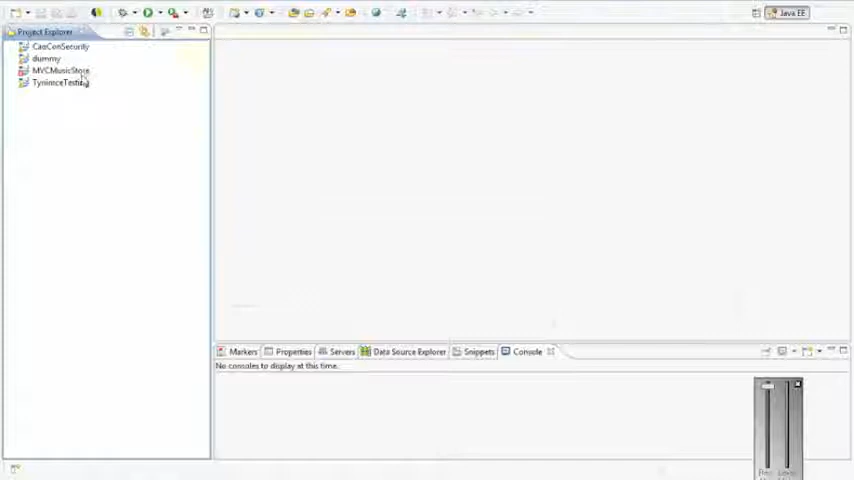 Java EE
Project Explorer
CasConSecurity
dummy
MVCMusicStore
Markers Properties Servers Data Source Explorer Snippets Console
No consoles to display at this time.